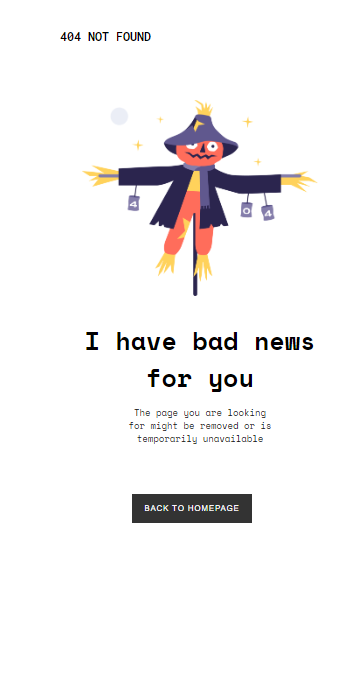 404 NOT FOUND
4
0
4
I have bad news
for you
The page you are looking
for might be removed or is
temporarily unavailable
BACK TO HOMEPAGE